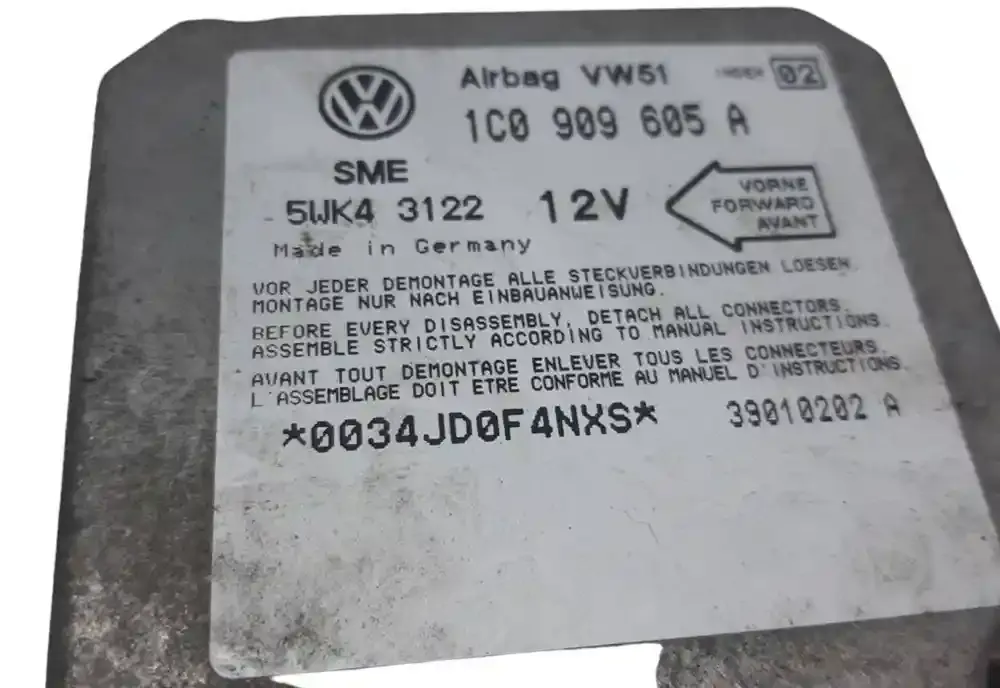 Airbag VW51 INDEX 02
1C0 909 605 A
SME
5WK4 3122 12V
VORNE
FORWARD
AVANT
Made in Germany
VOR JEDER DEMONTAGE ALLE STECKVERBINDUNGEN LOESEN.
MONTAGE NUR NACH EINBAUANWEISUNG.
BEFORE EVERY DISASSEMBLY, DETACH ALL CONNECTORS.
ASSEMBLE STRICTLY ACCORDING TO MANUAL INSTRUCTIONS.
AVANT TOUT DEMONTAGE ENLEVER TOUS LES CONNECTEURS.
L'ASSEMBLAGE DOIT ETRE CONFORME AU MANUEL D'INSTRUCTIONS.
*0034JD0F4NXS* 39010202 A